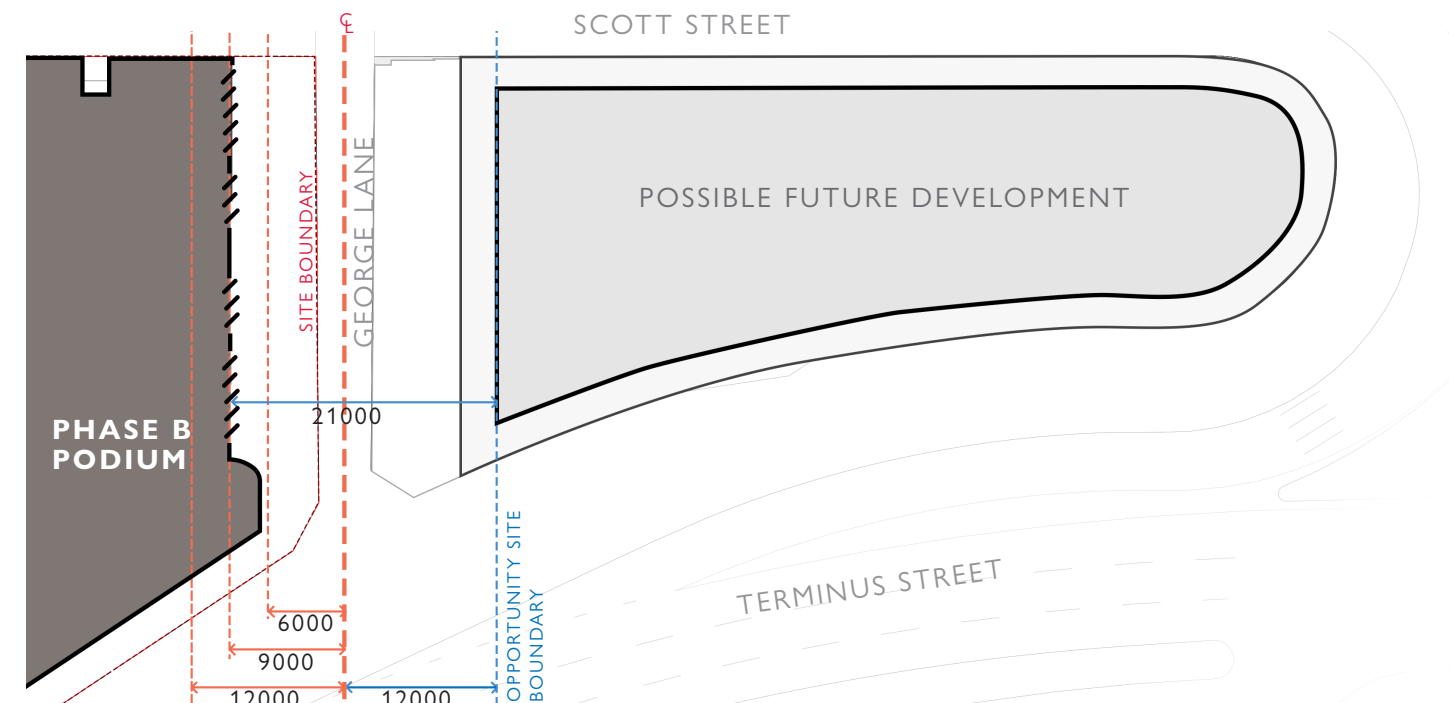 ℄
SCOTT STREET
SITE BOUNDARY
GEORGE LANE
POSSIBLE FUTURE DEVELOPMENT
21000
PHASE B
PODIUM
OPPORTUNITY SITE
BOUNDARY
TERMINUS STREET
6000
9000
12000
12000